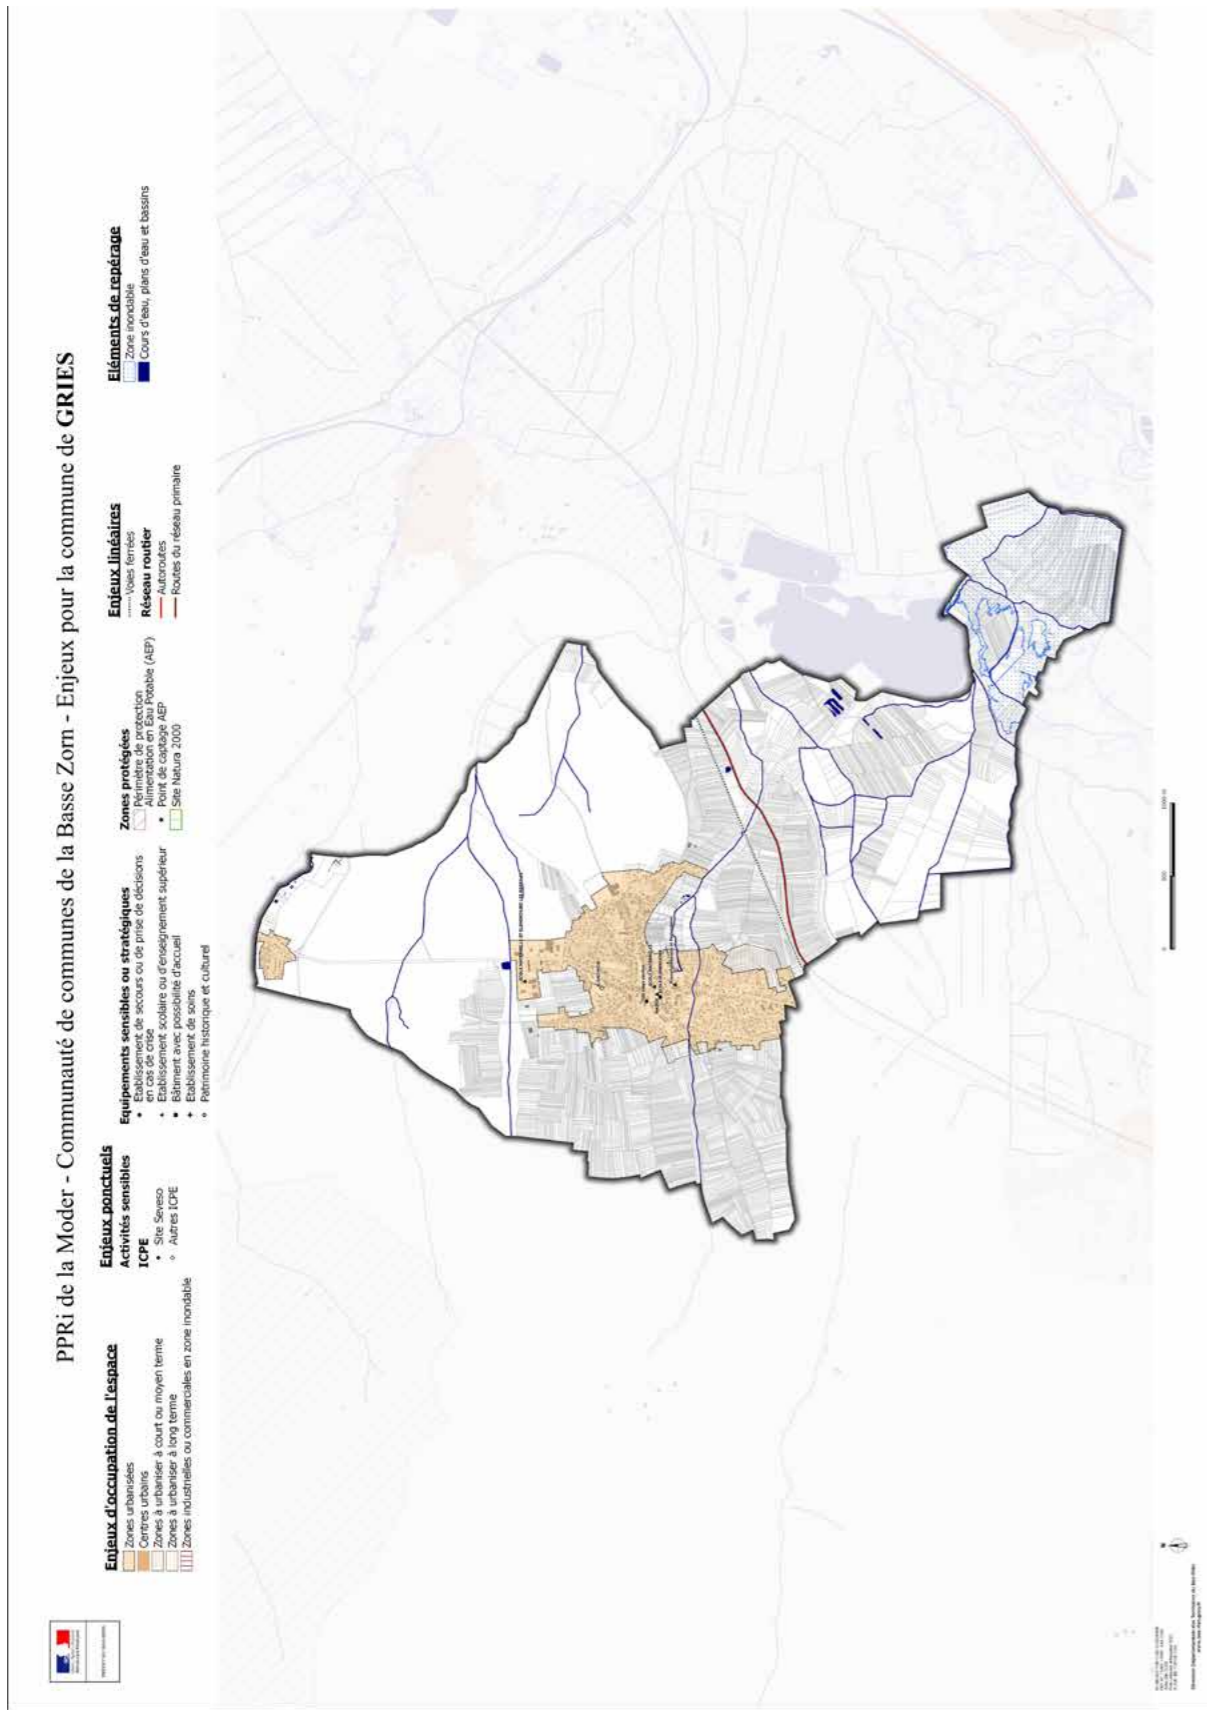 PPRi de la Moder - Communauté de communes de la Basse Zorn - Enjeux pour la commune de GRIES
Enjeux d'occupation de l'espace
Zones urbanisées
Centres urbains
Zones à urbaniser à court ou moyen terme
Zones à urbaniser à long terme
Zones industrielles ou commerciales en zone inondable
Enjeux ponctuels
Activités sensibles
ICPE
Site Seveso
Autres ICPE
Equipements sensibles ou stratégiques
Etablissement de secours ou de prise de décisions
en cas de crise
Etablissement scolaire ou d'enseignement supérieur
Bâtiment avec possibilité d'accueil
Etablissement de soins
Patrimoine historique et culturel
Zones protégées
Périmètre de protection
Alimentation en Eau Potable (AEP)
Point de captage AEP
Site Natura 2000
Enjeux linéaires
Voies ferrées
Réseau routier
Autoroutes
Routes du réseau primaire
Eléments de repérage
Zone inondable
Cours d'eau, plans d'eau et bassins